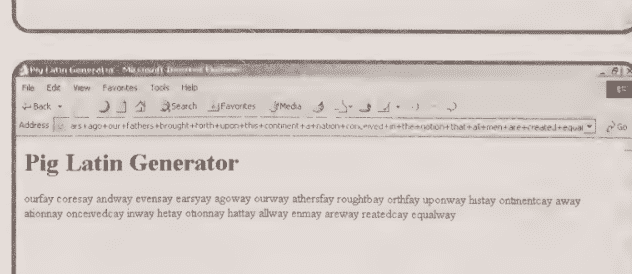 Pig Latin Generator - Microsoft Internet Explorer
File Edit View Favorites Tools Help
Back Search Favorites Media
Address ars+ago+our+fathers+brought+forth+upon+this+continent+a+nation+conceived+in+the+notion+that+all+men+are+created+equal Go
Pig Latin Generator
ourfay coresay andway evensay earsyay agoway ourway athersfay roughtbay orthfay uponway histay ontinentcay away
ationnay onceivedcay inway hetay otionnay hattay allway enmay areway reatedcay equalway